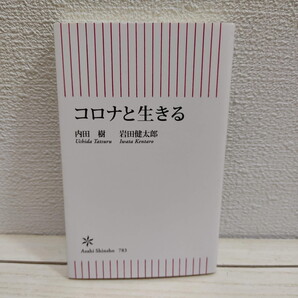 コロナと生きる
内田 樹 岩田健太郎
Uchida Tatsuru Iwata Kentaro
Asahi Shinsho 783